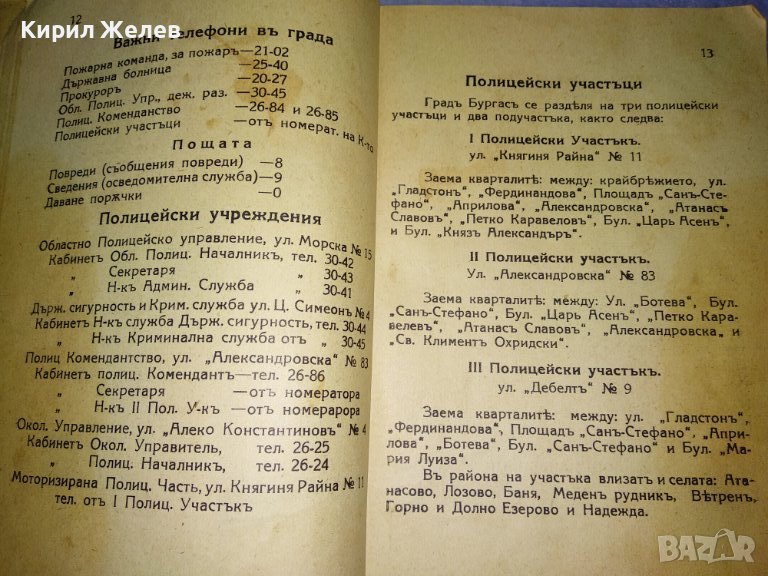 Кирил Желев
12
Важни телефони въ града
Пожарна команда, за пожаръ—21-02
Държавна болница —25-40
Прокуроръ —20-27
Обл. Полиц. Упр., деж. раз. —30-45
Полиц. Комендантство —26-84 и 26-85
Полицейски участъци —отъ номерат. на К-то
Пощата
Повреди (съобщения повреди) —8
Сведения (осведомителна служба)—9
Даване поръчки —0
Полицейски учреждения
Областно Полицейско управление, ул. Морска № 15
Кабинетъ Обл. Полиц. Началникъ, тел. 30-42
„ Секретаря „ 30-43
„ Н-къ Админ. Служба „ 30-41
Държ. сигурность и Крим. служба ул. Ц. Симеонъ № 4
Кабинетъ Н-къ служба Държ. сигурность, тел. 30-44
„ Н-къ Криминална служба отъ „ 30-45
Полиц Комендантство, ул. „Александровска“ № 83
Кабинетъ полиц. Комендантъ—тел. 26-86
„ Секретаря —отъ номератора
„ Н-къ II Пол. У-къ —отъ номерарора
Окол. Управление, ул. „Алеко Константиновъ“ № 4
Кабинетъ Окол. Управитель, тел. 26-25
„ Полиц. Началникъ, тел. 26-24
Моторизирана Полиц. Часть, ул. Княгиня Райна № 11
тел. отъ I Полиц. Участъкъ
13
Полицейски участъци
Градъ Бургасъ се раздѣля на три полицейски
участъци и два подучастъка, както следва:
I Полицейски Участъкъ.
ул. „Княгиня Райна“ № 11
Заема кварталитѣ: между: крайбрѣжието, ул.
„Гладстонъ“, „Фердинандова“, Площадъ „Санъ-Сте-
фано“, „Априлова“, „Александровска“, „Атанасъ
Славовъ“, „Петко Каравеловъ“, Бул. „Царь Асенъ“,
и Бул. „Князъ Александъръ“.
II Полицейски участъкъ.
Ул. „Александровска“ № 83
Заема кварталитѣ: между: Ул. „Ботева“, Бул.
„Санъ-Стефано“, Бул. „Царь Асенъ“, „Петко Кара-
велевъ“, „Атанасъ Славовъ“, „Александровска“ и
„Св. Климентъ Охридски“.
III Полицейски участъкъ.
ул. „Дебелтъ“ № 9
Заема кварталитѣ: между: ул. „Гладстонъ“,
„Фердинандова“, Площадъ „Санъ-Стефано“, „Апри-
лова“, „Ботева“, Бул. „Санъ-Стефано“ и Бул. „Ма-
рия Луиза“.
Въ района на участъка влизатъ и селата: Ата-
насово, Лозово, Баня, Меденъ рудникъ, Вѣтренъ,
Горно и Долно Езерово и Надежда.
BAZAR